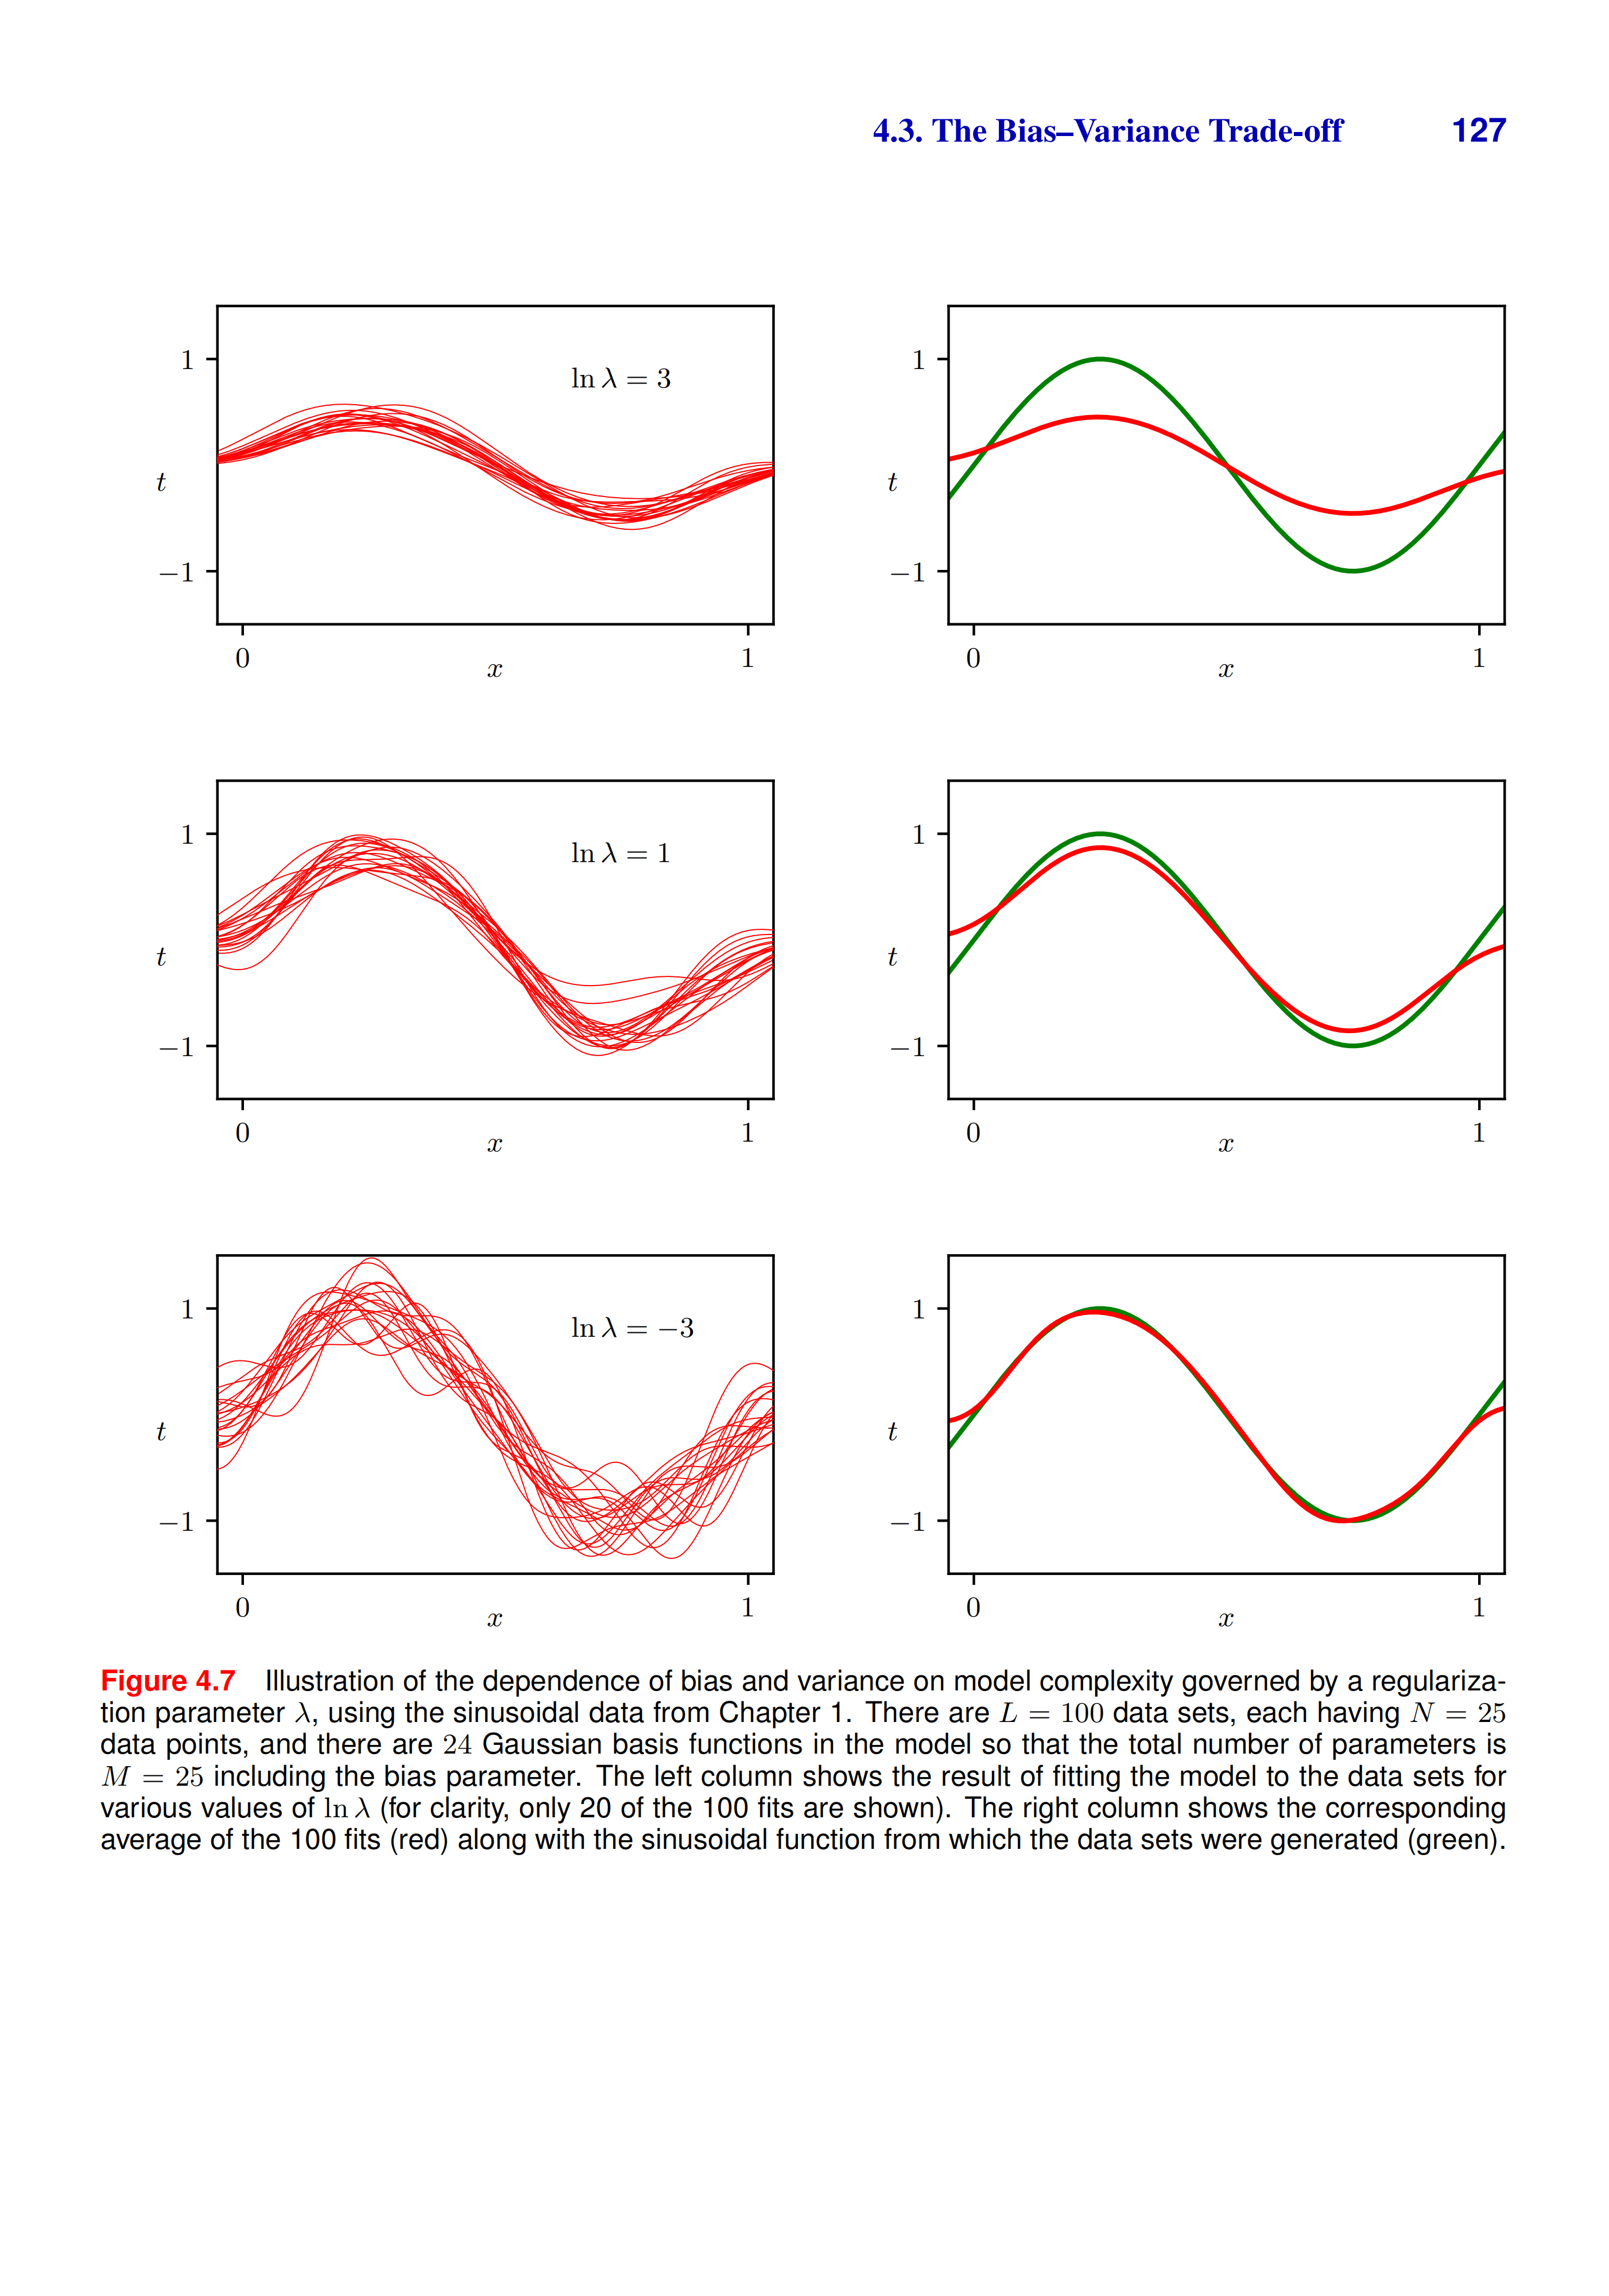 4.3. The Bias–Variance Trade-off 127
1
ln λ = 3
t
−1
0
1
x
1
t
−1
0
1
x
1
ln λ = 1
t
−1
0
1
x
1
t
−1
0
1
x
1
ln λ = −3
t
−1
0
1
x
1
t
−1
0
1
x
Figure 4.7 Illustration of the dependence of bias and variance on model complexity governed by a regulariza-
tion parameter λ, using the sinusoidal data from Chapter 1. There are L = 100 data sets, each having N = 25
data points, and there are 24 Gaussian basis functions in the model so that the total number of parameters is
M = 25 including the bias parameter. The left column shows the result of fitting the model to the data sets for
various values of ln λ (for clarity, only 20 of the 100 fits are shown). The right column shows the corresponding
average of the 100 fits (red) along with the sinusoidal function from which the data sets were generated (green).